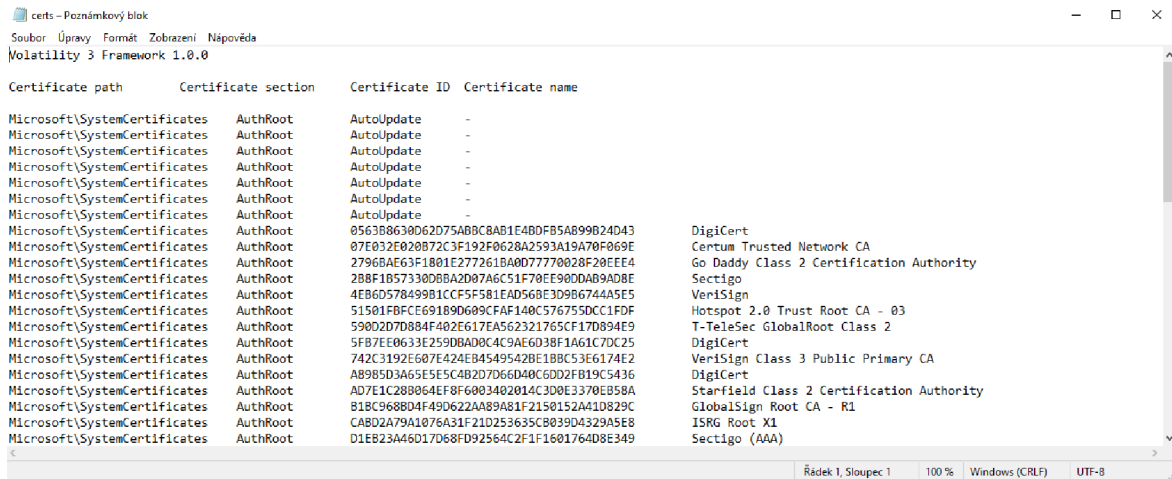 certs – Poznámkový blok
Soubor Úpravy Formát Zobrazení Nápověda
Volatility 3 Framework 1.0.0
Certificate path Certificate section Certificate ID Certificate name
Microsoft\SystemCertificates AuthRoot AutoUpdate -
Microsoft\SystemCertificates AuthRoot AutoUpdate -
Microsoft\SystemCertificates AuthRoot AutoUpdate -
Microsoft\SystemCertificates AuthRoot AutoUpdate -
Microsoft\SystemCertificates AuthRoot AutoUpdate -
Microsoft\SystemCertificates AuthRoot AutoUpdate -
Microsoft\SystemCertificates AuthRoot AutoUpdate -
Microsoft\SystemCertificates AuthRoot 0563B8630D62D75ABBC8AB1E4BDFB5A899B24D43 DigiCert
Microsoft\SystemCertificates AuthRoot 07E032E020B72C3F192F0628A2593A19A70F069E Certum Trusted Network CA
Microsoft\SystemCertificates AuthRoot 2796BAE63F1801E277261BA0D77770028F20EEE4 Go Daddy Class 2 Certification Authority
Microsoft\SystemCertificates AuthRoot 2B8F1B57330DBBA2D07A6C51F70EE90DDAB9AD8E Sectigo
Microsoft\SystemCertificates AuthRoot 4EB6D578499B1CCF5F581EAD56BE3D9B6744A5E5 VeriSign
Microsoft\SystemCertificates AuthRoot 51501FBFCE69189D609CFAF140C576755DCC1FDF Hotspot 2.0 Trust Root CA - 03
Microsoft\SystemCertificates AuthRoot 590D2D7D884F402E617EA562321765CF17D894E9 T-TeleSec GlobalRoot Class 2
Microsoft\SystemCertificates AuthRoot 5FB7EE0633E259DBAD0C4C9AE6D38F1A61C7DC25 DigiCert
Microsoft\SystemCertificates AuthRoot 742C3192E607E424EB4549542BE1BBC53E6174E2 VeriSign Class 3 Public Primary CA
Microsoft\SystemCertificates AuthRoot A8985D3A65E5E5C4B2D7D66D40C6DD2FB19C5436 DigiCert
Microsoft\SystemCertificates AuthRoot AD7E1C28B064EF8F6003402014C3D0E3370EB58A Starfield Class 2 Certification Authority
Microsoft\SystemCertificates AuthRoot B1BC968BD4F49D622AA89A81F2150152A41D829C GlobalSign Root CA - R1
Microsoft\SystemCertificates AuthRoot CABD2A79A1076A31F21D253635CB039D4329A5E8 ISRG Root X1
Microsoft\SystemCertificates AuthRoot D1EB23A46D17D68FD92564C2F1F1601764D8E349 Sectigo (AAA)
Řádek 1, Sloupec 1 100 % Windows (CRLF) UTF-8